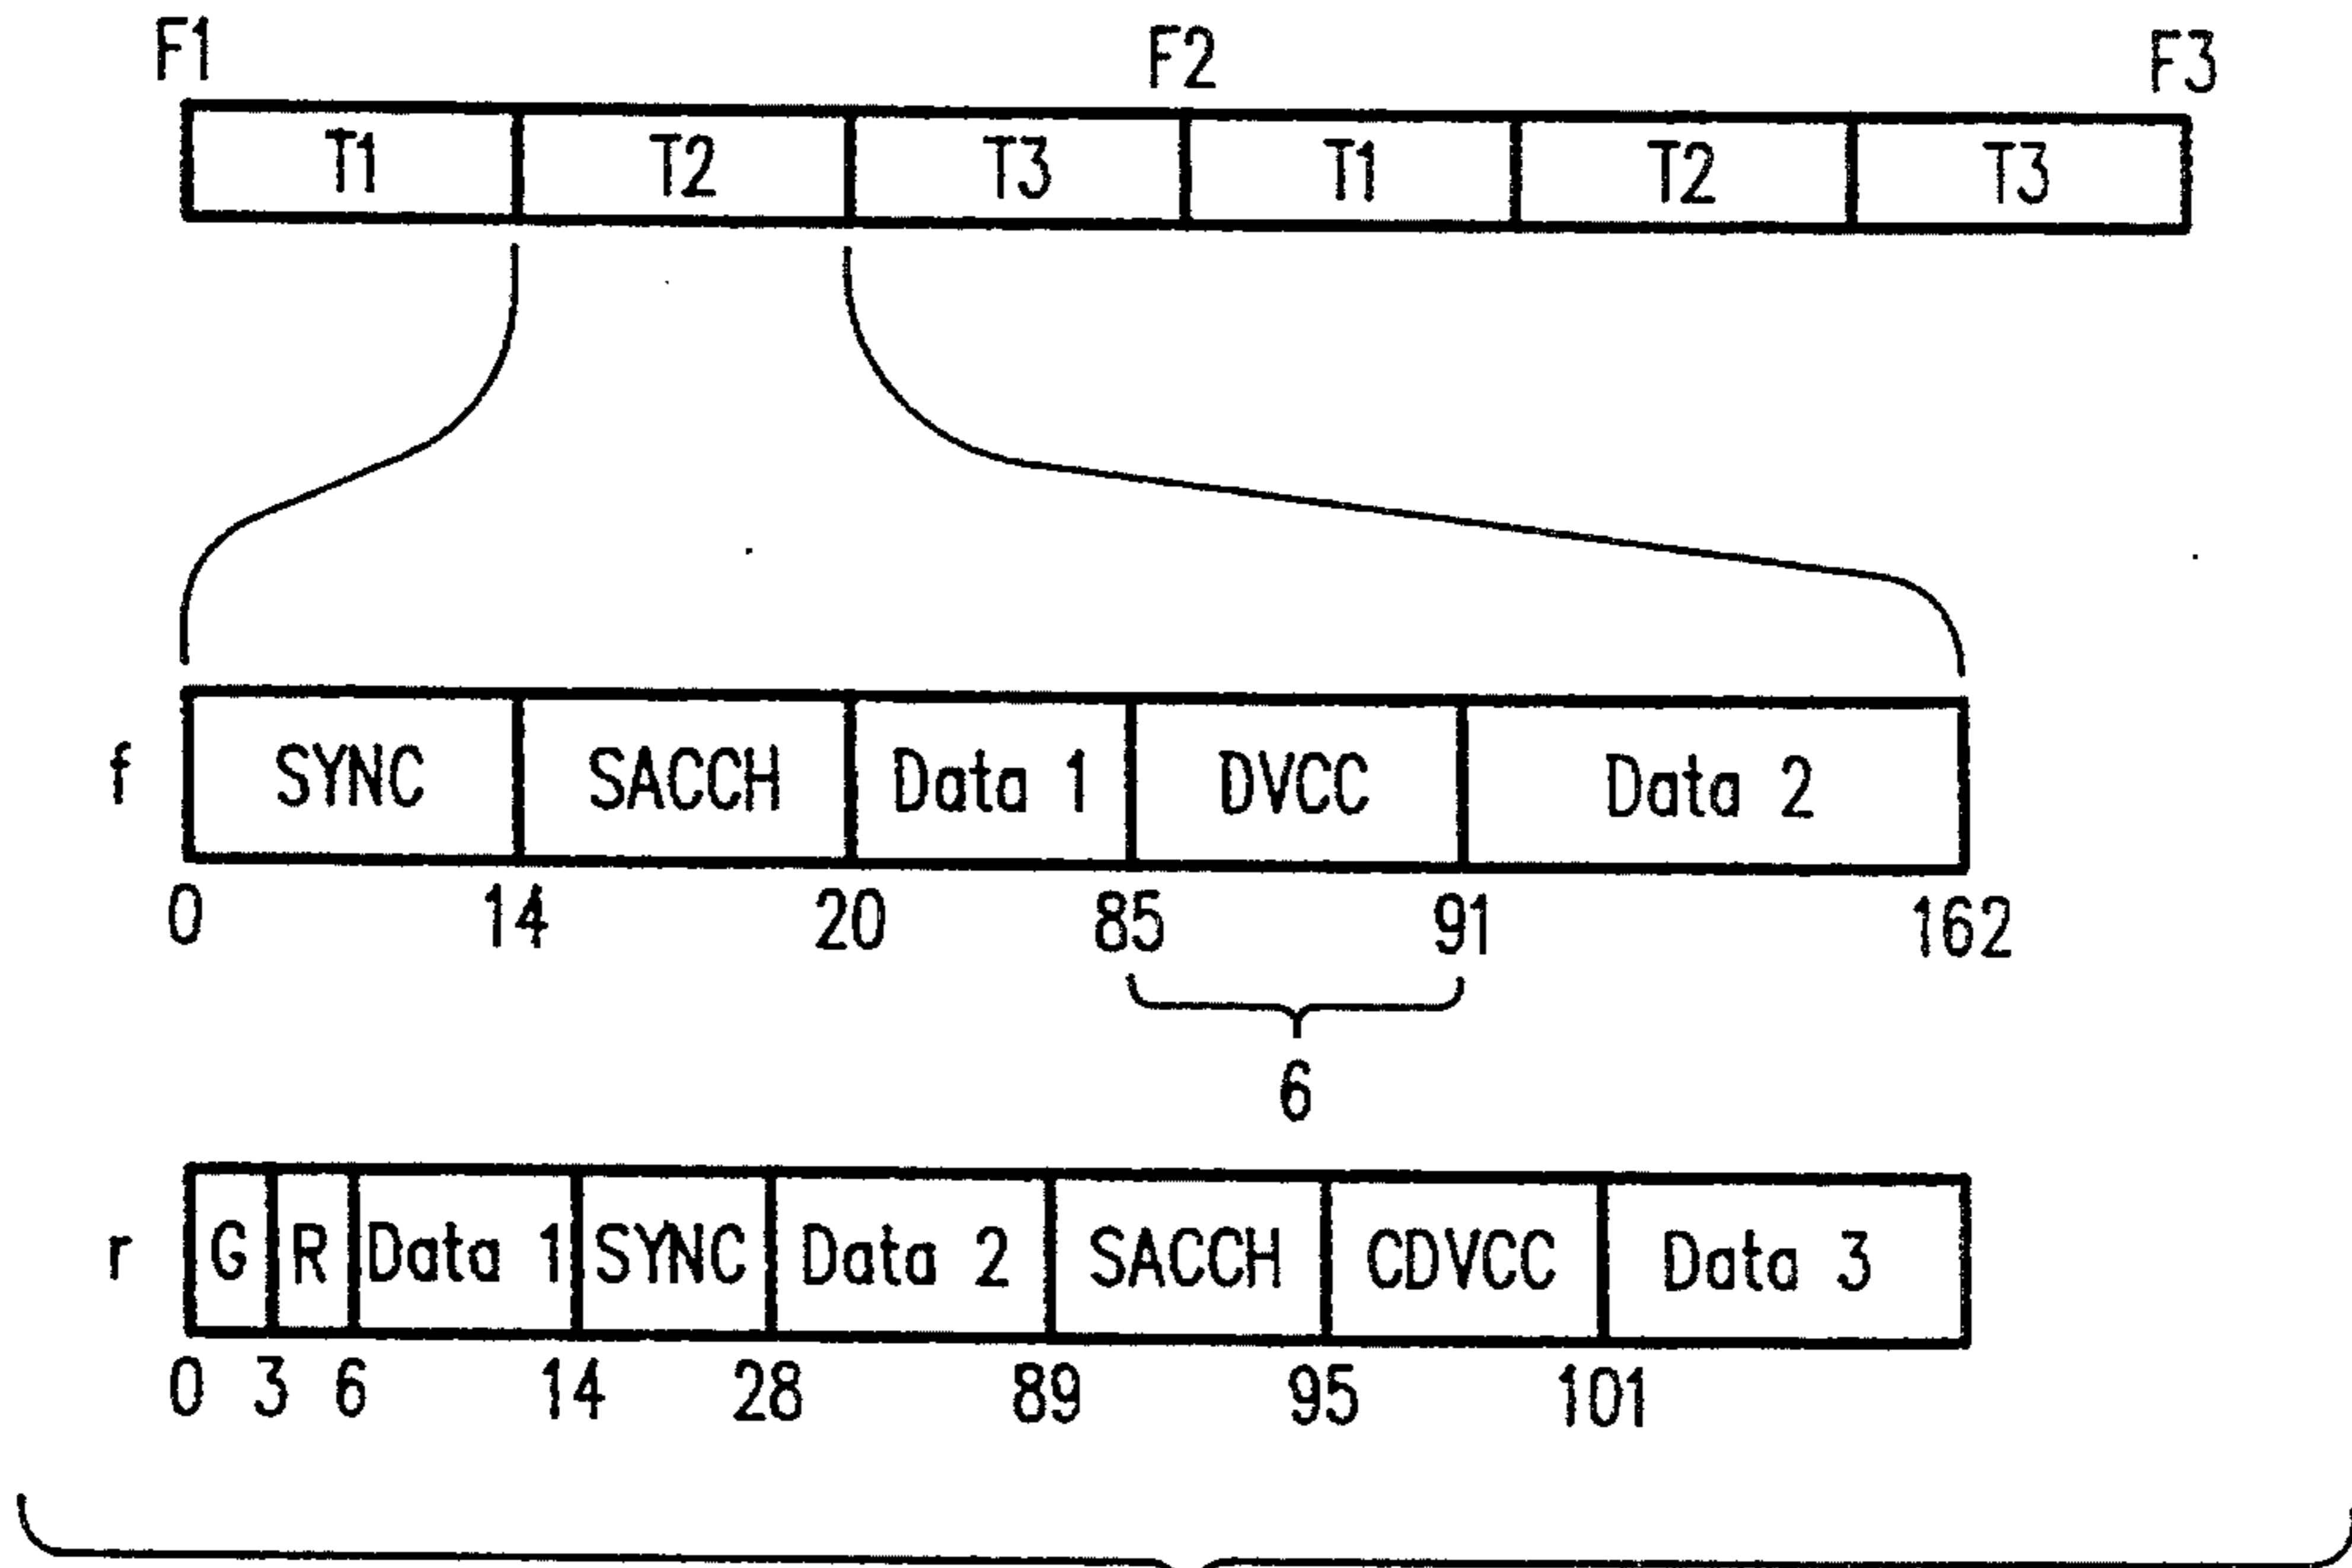 F1 F2 F3
T1 T2 T3 T1 T2 T3
f SYNC SACCH Data 1 DVCC Data 2
0 14 20 85 91 162
6
r G R Data 1 SYNC Data 2 SACCH CDVCC Data 3
0 3 6 14 28 89 95 101